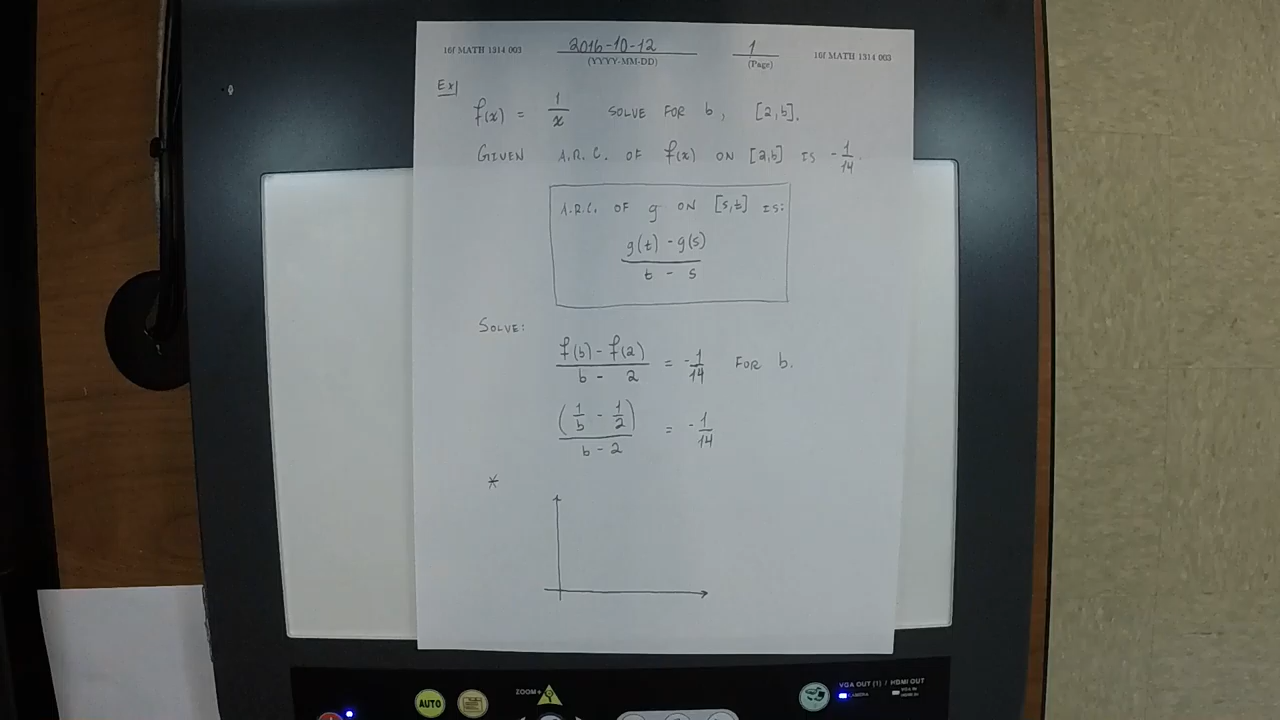 16f MATH 1314 003 2016-10-12 1 16f MATH 1314 003
(YYYY-MM-DD) (Page)
Ex|
f(x) = 1/x SOLVE FOR b, [2,b].
GIVEN A.R.C. OF f(x) ON [2,b] IS -1/14.
A.R.C. OF g ON [s,t] IS:
g(t) - g(s)
t - s
SOLVE:
f(b) - f(2)
b - 2
= -1/14 FOR b.
(1/b - 1/2)
b - 2
= -1/14
*
AUTO
ZOOM+
VGA OUT (1) / HDMI OUT
CAMERA